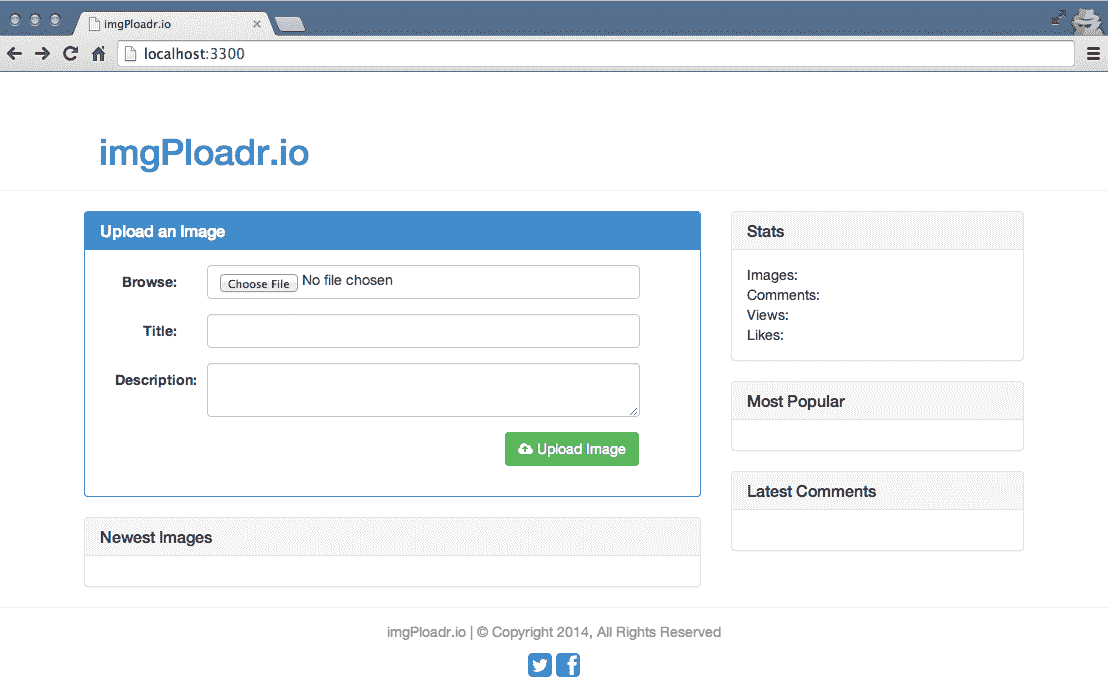 imgPloadr.io
localhost:3300
imgPloadr.io
Upload an Image
Browse:
Choose File No file chosen
Title:
Description:
Upload Image
Newest Images
Stats
Images:
Comments:
Views:
Likes:
Most Popular
Latest Comments
imgPloadr.io | © Copyright 2014, All Rights Reserved